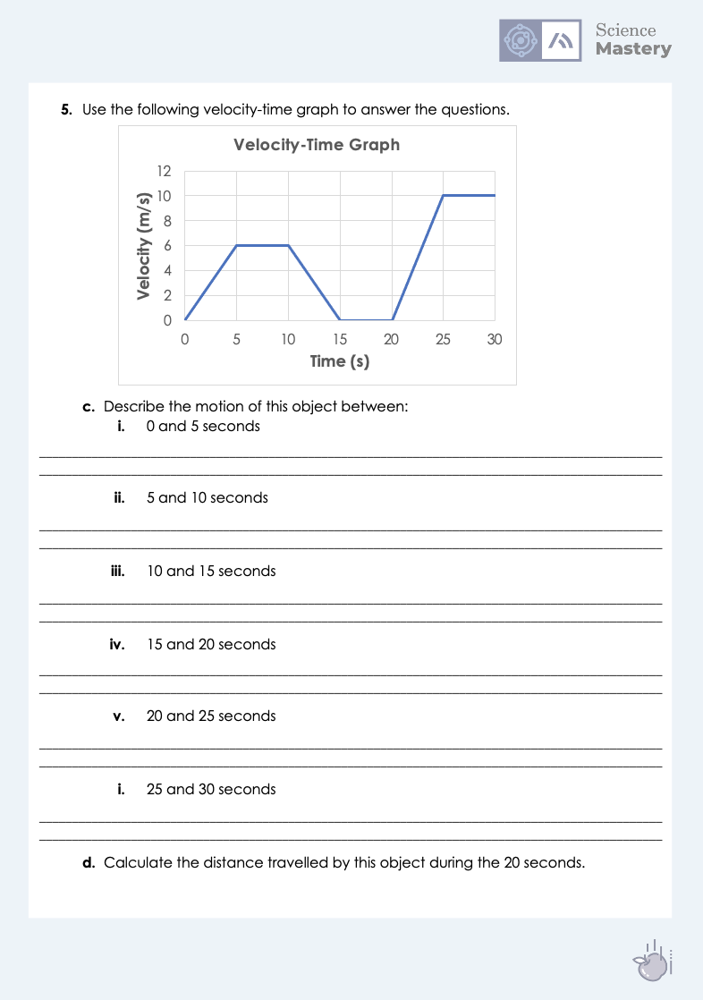 Science
Mastery
5. Use the following velocity-time graph to answer the questions.
Velocity-Time Graph
Velocity (m/s)
12
10
8
6
4
2
0
0 5 10 15 20 25 30
Time (s)
c. Describe the motion of this object between:
i. 0 and 5 seconds
ii. 5 and 10 seconds
iii. 10 and 15 seconds
iv. 15 and 20 seconds
v. 20 and 25 seconds
i. 25 and 30 seconds
d. Calculate the distance travelled by this object during the 20 seconds.